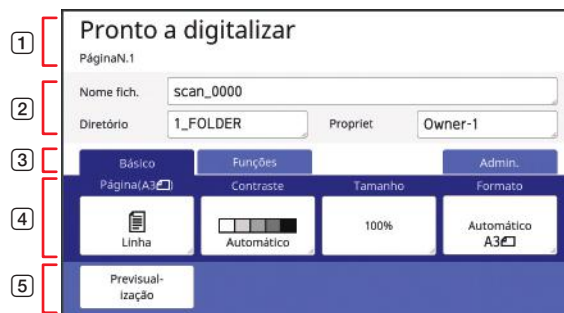 1
Pronto a digitalizar
PáginaN.1
2
Nome fich. scan_0000
Diretório 1_FOLDER Propriet Owner-1
3
Básico Funções Admin.
4
Página(A3) Contraste Tamanho Formato
Linha Automático 100% Automático
A3
5
Previsual-
ização